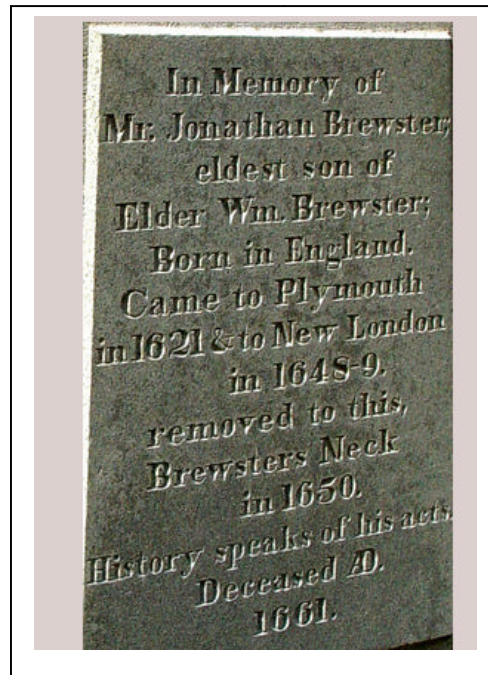 In Memory of
Mr. Jonathan Brewster;
eldest son of
Elder Wm. Brewster;
Born in England.
Came to Plymouth
in 1621 & to New London
in 1648-9.
removed to this,
Brewsters Neck
in 1650.
History speaks of his acts.
Deceased AD.
1661.